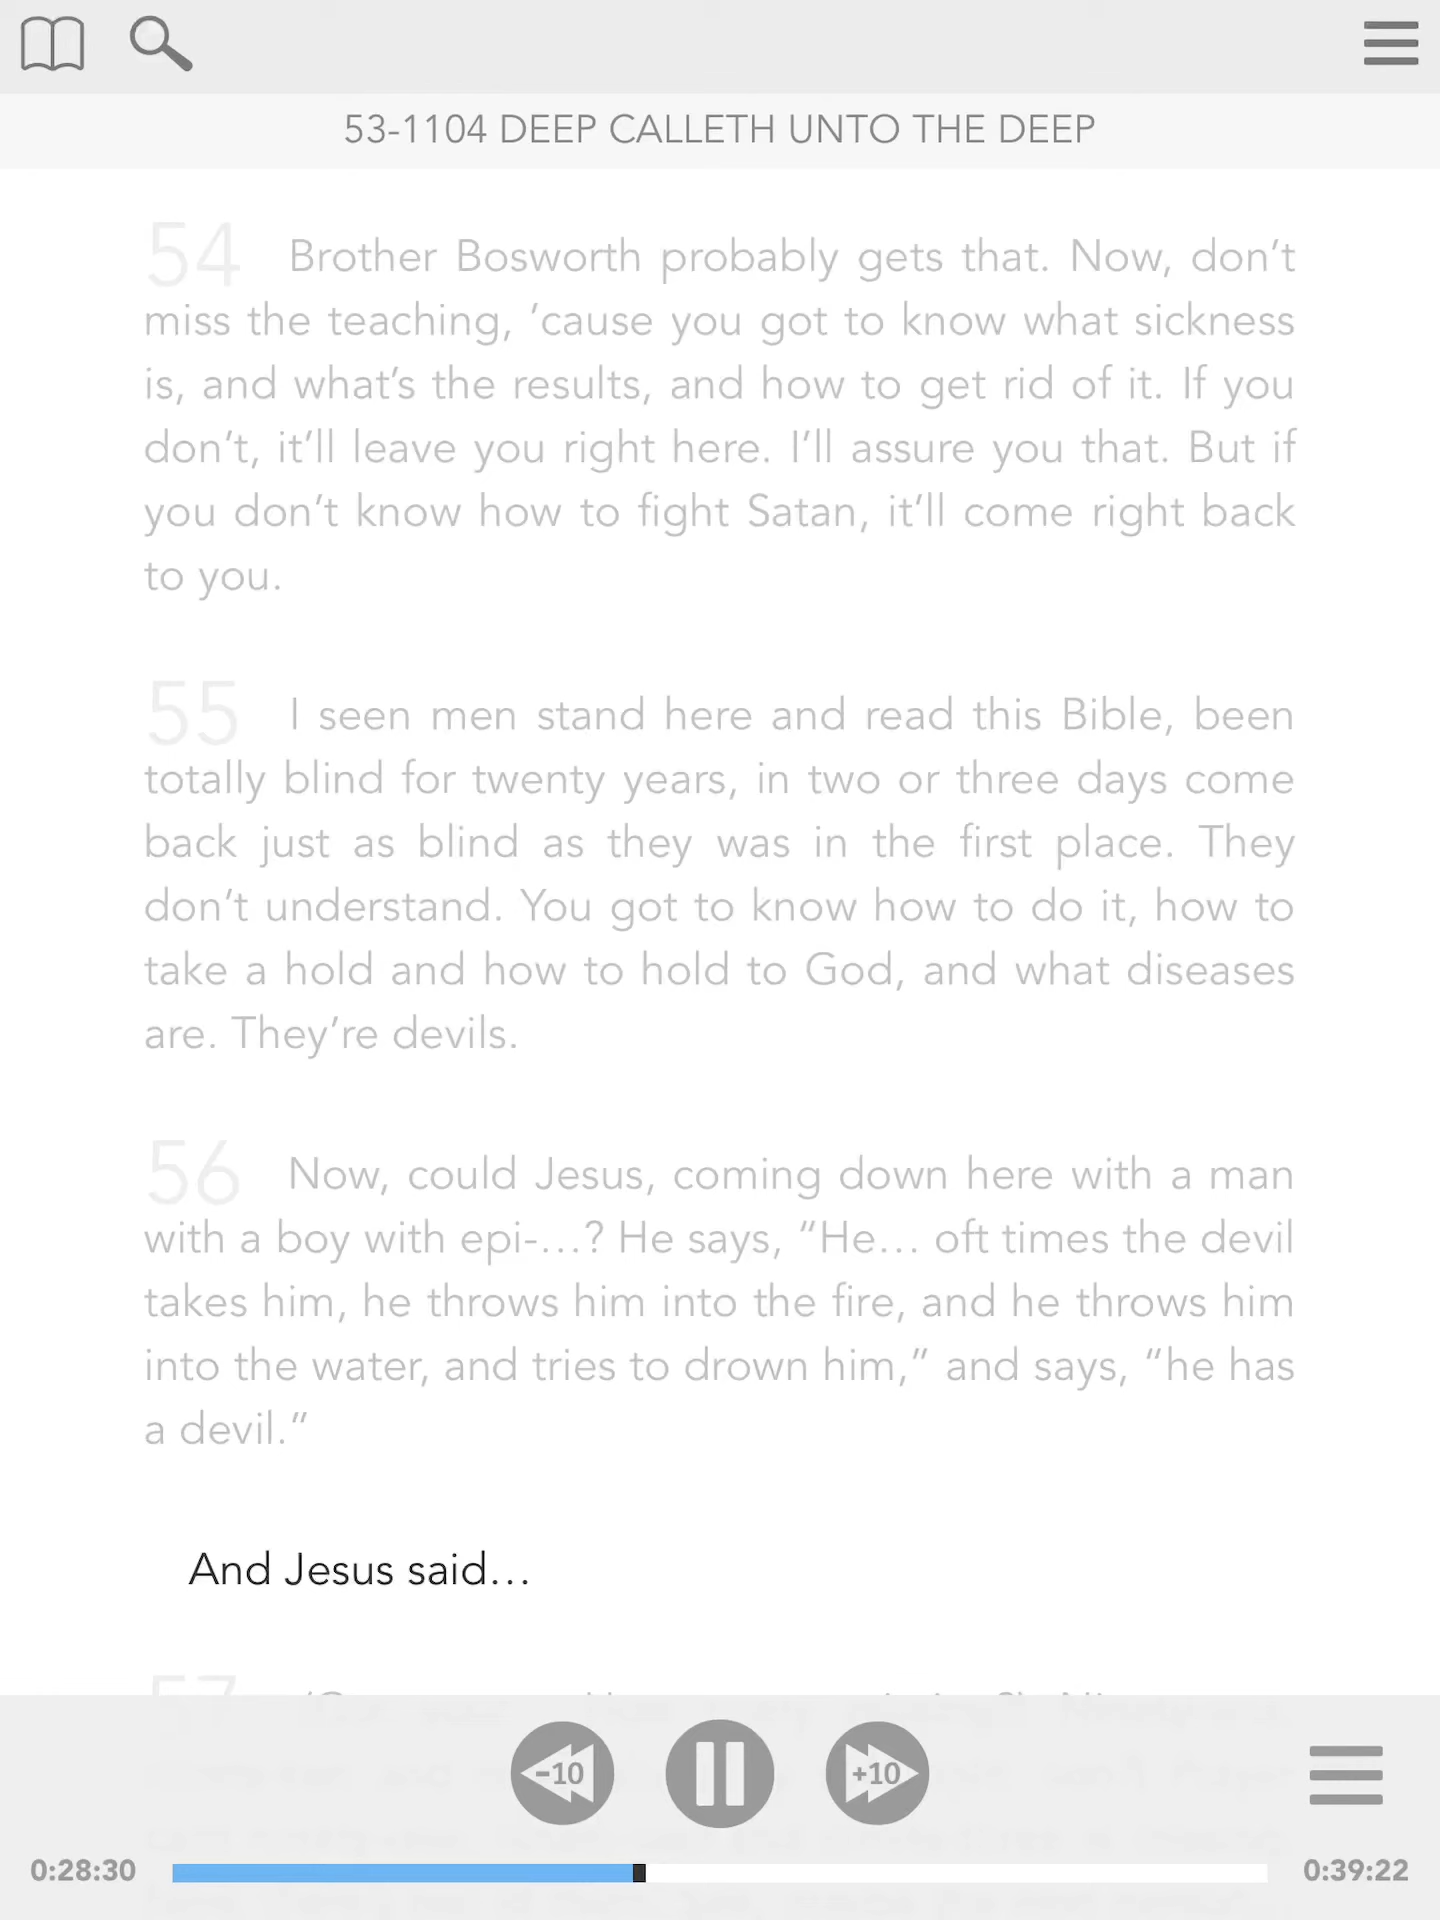 53-1104 DEEP CALLETH UNTO THE DEEP
54 Brother Bosworth probably gets that. Now, don’t
miss the teaching, ’cause you got to know what sickness
is, and what’s the results, and how to get rid of it. If you
don’t, it’ll leave you right here. I’ll assure you that. But if
you don’t know how to fight Satan, it’ll come right back
to you.
55 I seen men stand here and read this Bible, been
totally blind for twenty years, in two or three days come
back just as blind as they was in the first place. They
don’t understand. You got to know how to do it, how to
take a hold and how to hold to God, and what diseases
are. They’re devils.
56 Now, could Jesus, coming down here with a man
with a boy with epi-…? He says, “He… oft times the devil
takes him, he throws him into the fire, and he throws him
into the water, and tries to drown him,” and says, “he has
a devil.”
And Jesus said…
57
-10 +10
0:28:30 0:39:22